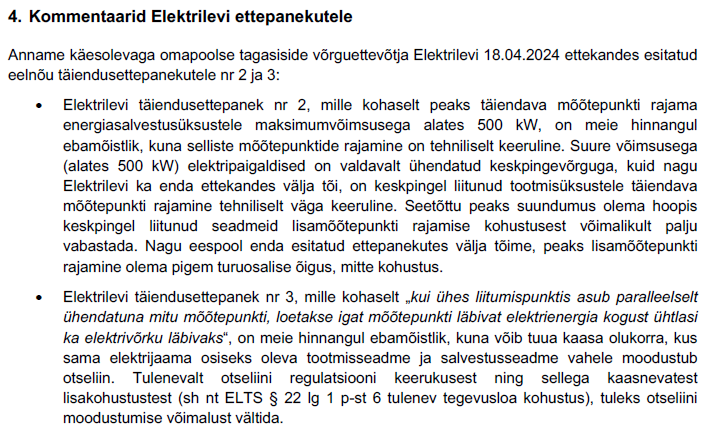 4. Kommentaarid Elektrilevi ettepanekutele
Anname käesolevaga omapoolse tagasiside võrguettevõtja Elektrilevi 18.04.2024 ettekandes esitatud
eelnõu täiendusettepanekutele nr 2 ja 3:
• Elektrilevi täiendusettepanek nr 2, mille kohaselt peaks täiendava mõõtepunkti rajama
energiasalvestusüksustele maksimumvõimsusega alates 500 kW, on meie hinnangul
ebamõistlik, kuna selliste mõõtepunktide rajamine on tehniliselt keeruline. Suure võimsusega
(alates 500 kW) elektripaigaldised on valdavalt ühendatud keskpingevõrguga, kuid nagu
Elektrilevi ka enda ettekandes välja tõi, on keskpingel liitunud tootmisüksustele täiendava
mõõtepunkti rajamine tehniliselt väga keeruline. Seetõttu peaks suundumus olema hoopis
keskpingel liitunud seadmeid lisamõõtepunkti rajamise kohustusest võimalikult palju
vabastada. Nagu eespool enda esitatud ettepanekutes välja tõime, peaks lisamõõtepunkti
rajamine olema pigem turuosalise õigus, mitte kohustus.
• Elektrilevi täiendusettepanek nr 3, mille kohaselt „kui ühes liitumispunktis asub paralleelselt
ühendatuna mitu mõõtepunkti, loetakse igat mõõtepunkti läbivat elektrienergia kogust ühtlasi
ka elektrivõrku läbivaks“, on meie hinnangul ebamõistlik, kuna võib tuua kaasa olukorra, kus
sama elektrijaama osiseks oleva tootmisseadme ja salvestusseadme vahele moodustub
otseliin. Tulenevalt otseliini regulatsiooni keerukusest ning sellega kaasnevatest
lisakohustustest (sh nt ELTS § 22 lg 1 p-st 6 tulenev tegevusloa kohustus), tuleks otseliini
moodustumise võimalust vältida.